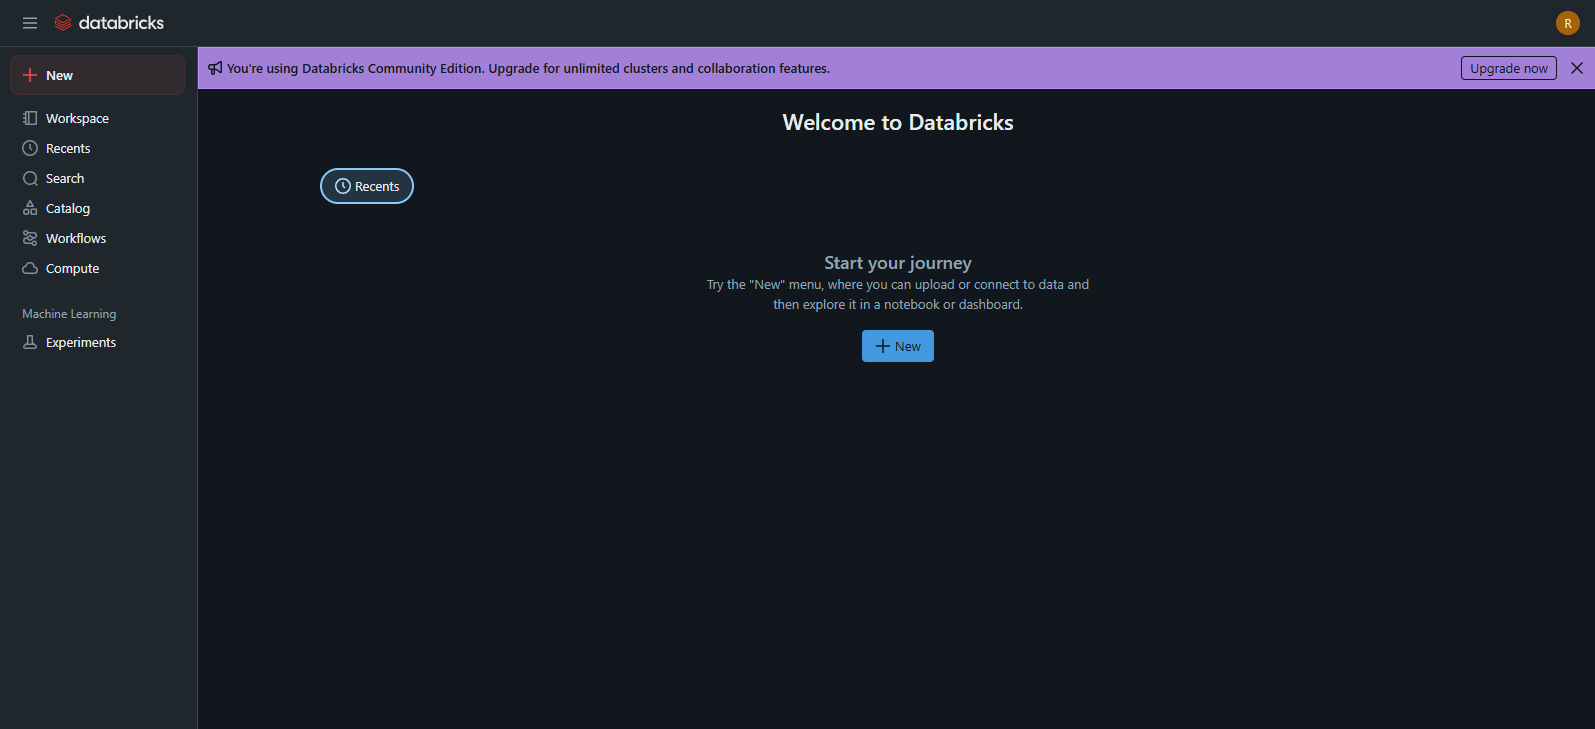 databricks
R
New
Workspace
Recents
Search
Catalog
Workflows
Compute
Machine Learning
Experiments
You're using Databricks Community Edition. Upgrade for unlimited clusters and collaboration features.
Upgrade now
Welcome to Databricks
Recents
Start your journey
Try the "New" menu, where you can upload or connect to data and
then explore it in a notebook or dashboard.
New